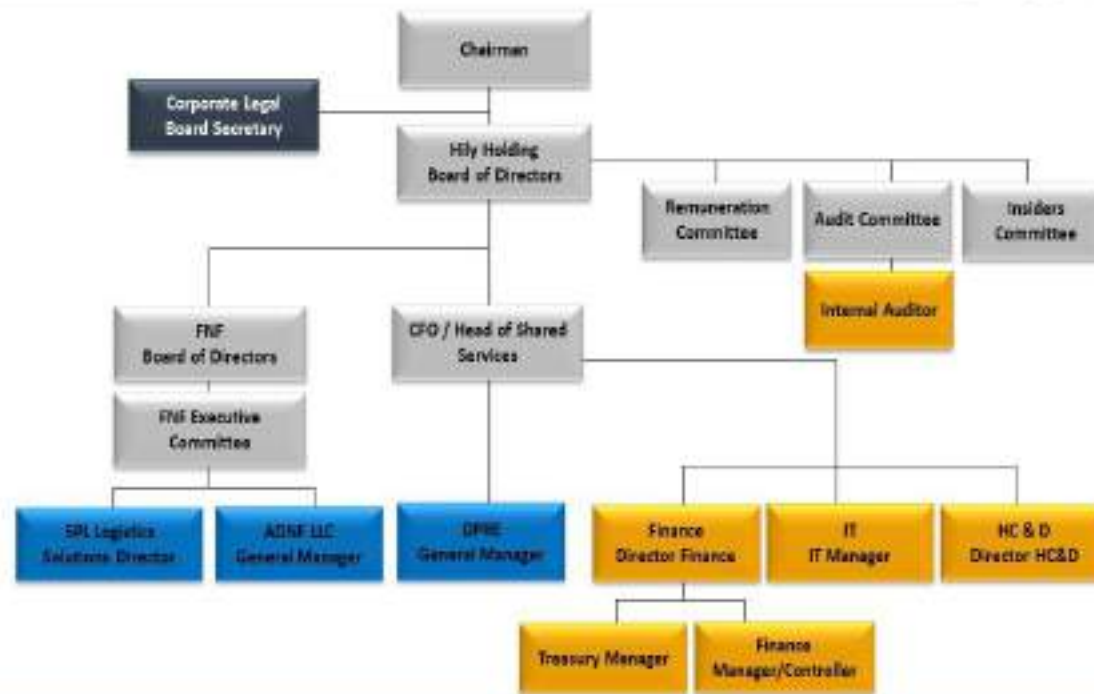 Chairman
Corporate Legal
Board Secretary
Hily Holding
Board of Directors
Remuneration
Committee
Audit Committee
Insiders
Committee
Internal Auditor
FNF
Board of Directors
CFO / Head of Shared
Services
FNF Executive
Committee
SPL Logistics
Solutions Director
ADNF LLC
General Manager
General Manager
Finance
Director Finance
IT
IT Manager
HC & D
Director HC&D
Treasury Manager
Finance
Manager/Controller